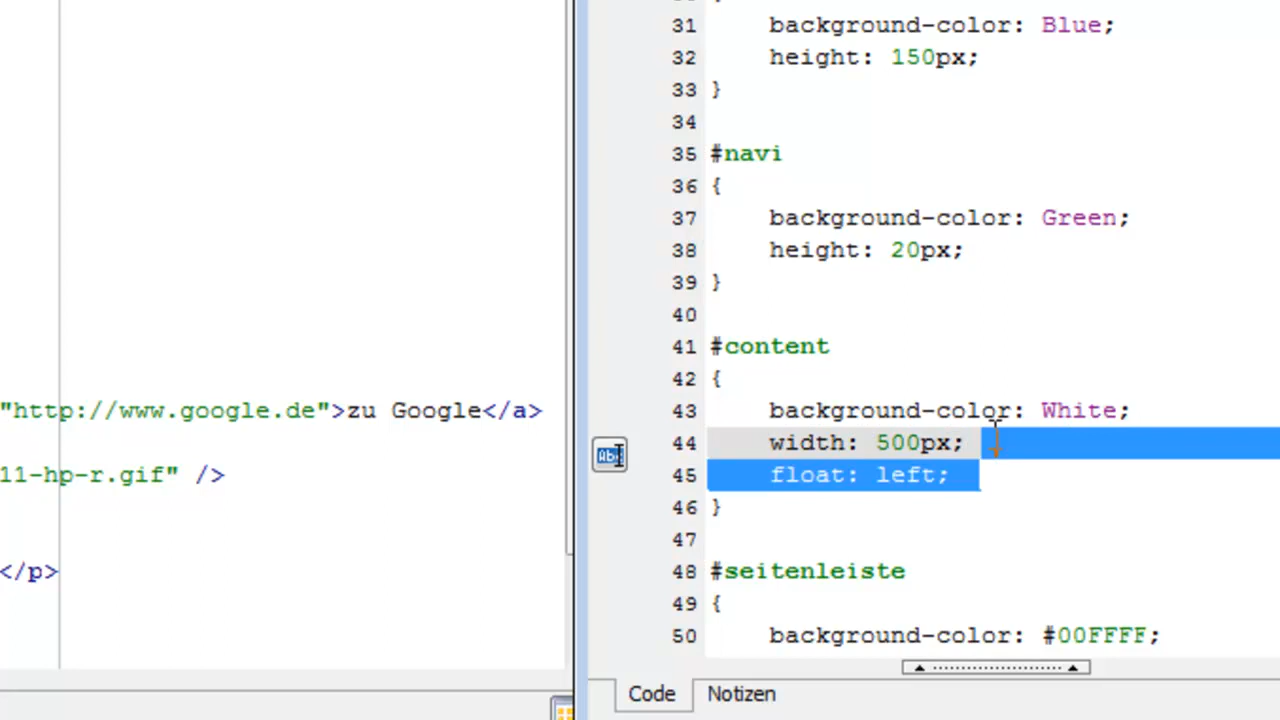 "http://www.google.de">zu Google</a>
11-hp-r.gif" />
</p>
31 background-color: Blue;
32 height: 150px;
33 }
34
35 #navi
36 {
37 background-color: Green;
38 height: 20px;
39 }
40
41 #content
42 {
43 background-color: White;
44 width: 500px;
45 float: left;
46 }
47
48 #seitenleiste
49 {
50 background-color: #00FFFF;
Code Notizen